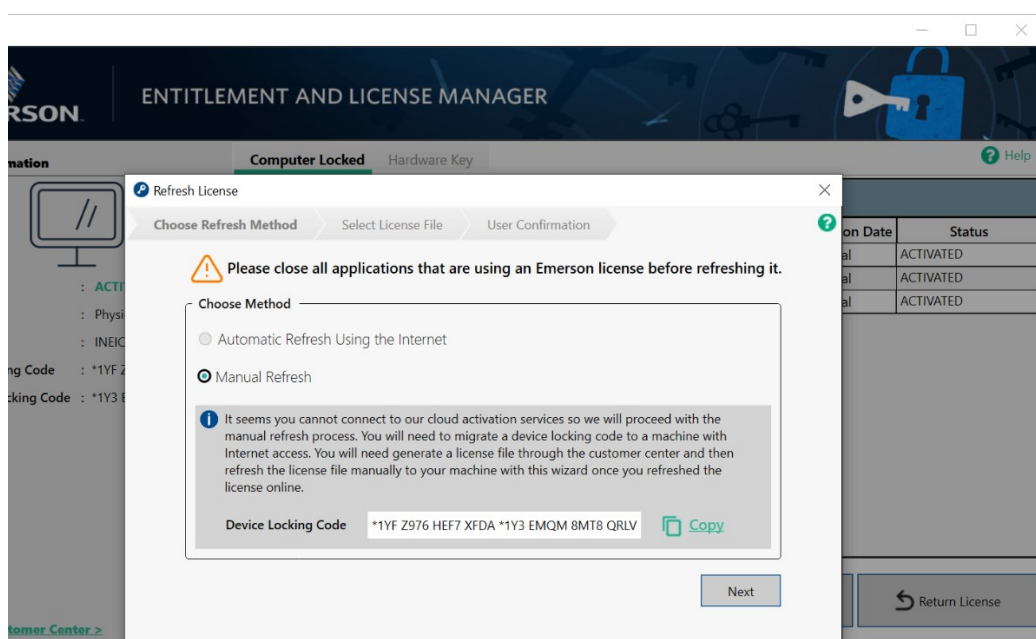 RSON.
ENTITLEMENT AND LICENSE MANAGER
mation
Computer Locked Hardware Key
Help
Refresh License
Choose Refresh Method Select License File User Confirmation
on Date Status
Please close all applications that are using an Emerson license before refreshing it.
al ACTIVATED
al ACTIVATED
al ACTIVATED
: ACTI
: Physi
: INEIC
ng Code : *1YF Z
cking Code : *1Y3 E
Choose Method
Automatic Refresh Using the Internet
Manual Refresh
It seems you cannot connect to our cloud activation services so we will proceed with the
manual refresh process. You will need to migrate a device locking code to a machine with
Internet access. You will need generate a license file through the customer center and then
refresh the license file manually to your machine with this wizard once you refreshed the
license online.
Device Locking Code *1YF Z976 HEF7 XFDA *1Y3 EMQM 8MT8 QRLV Copy
Next
Return License
tomer Center >